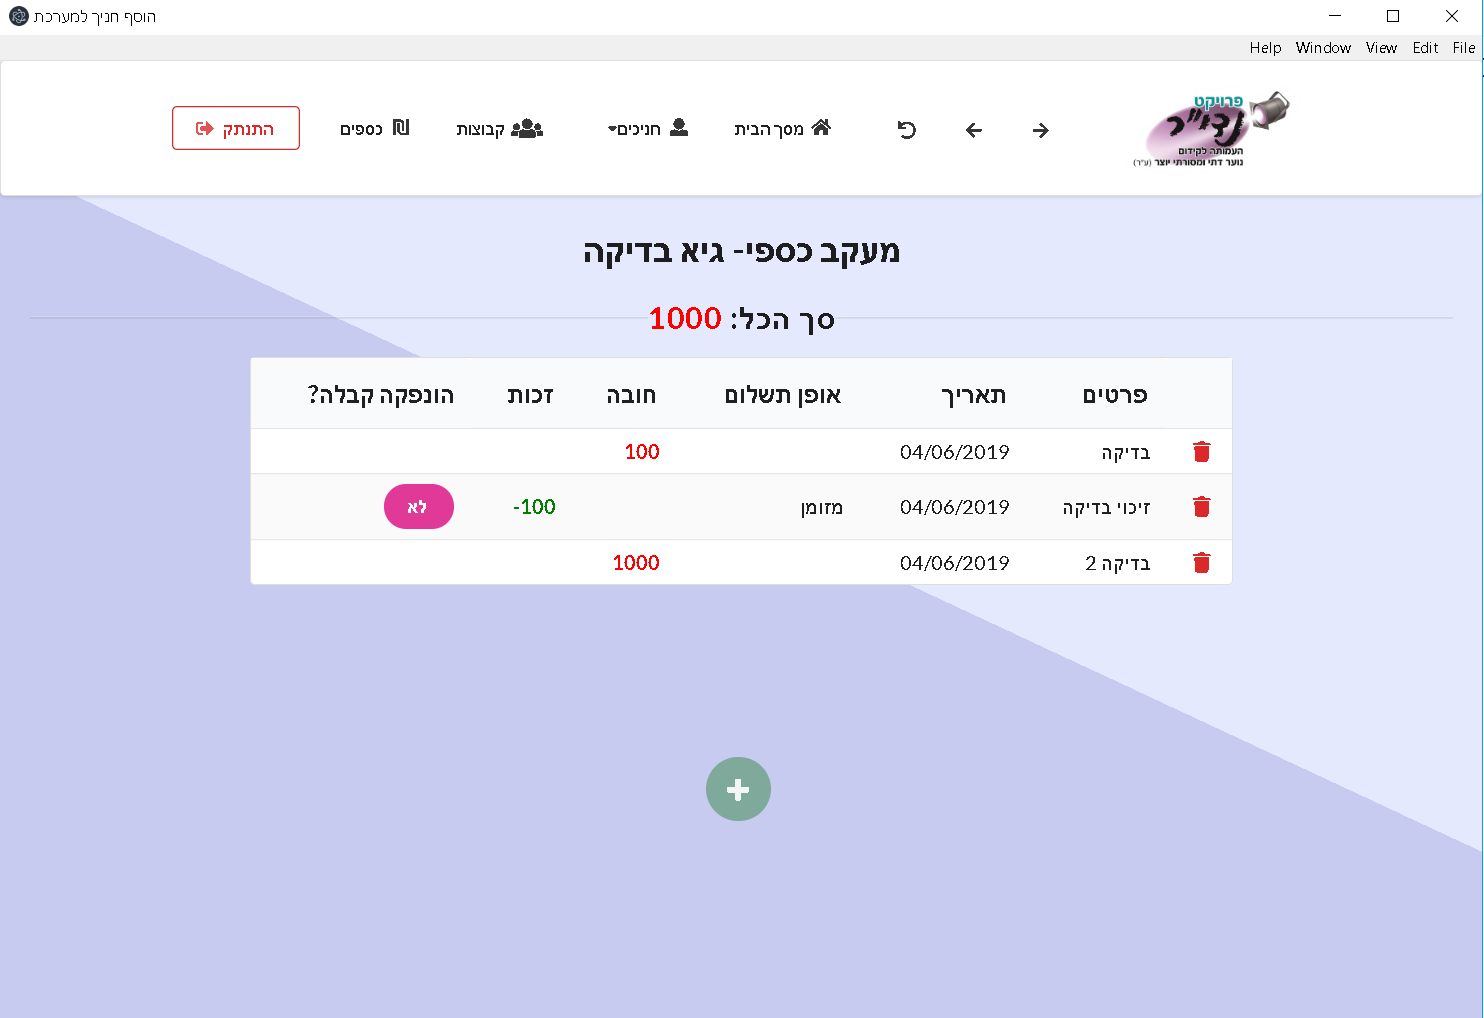 הוסף חניך למערכת
File Edit View Window Help
פרויקט
נדי"ר
העמותה לקידום
נוער דתי ומסורתי יוצר (ע"ר)
מסך הבית חניכים קבוצות כספים התנתק
מעקב כספי- גיא בדיקה
סך הכל: 1000
פרטים תאריך אופן תשלום חובה זכות הונפקה קבלה?
בדיקה 04/06/2019 100
זיכוי בדיקה 04/06/2019 מזומן -100 לא
בדיקה 2 04/06/2019 1000